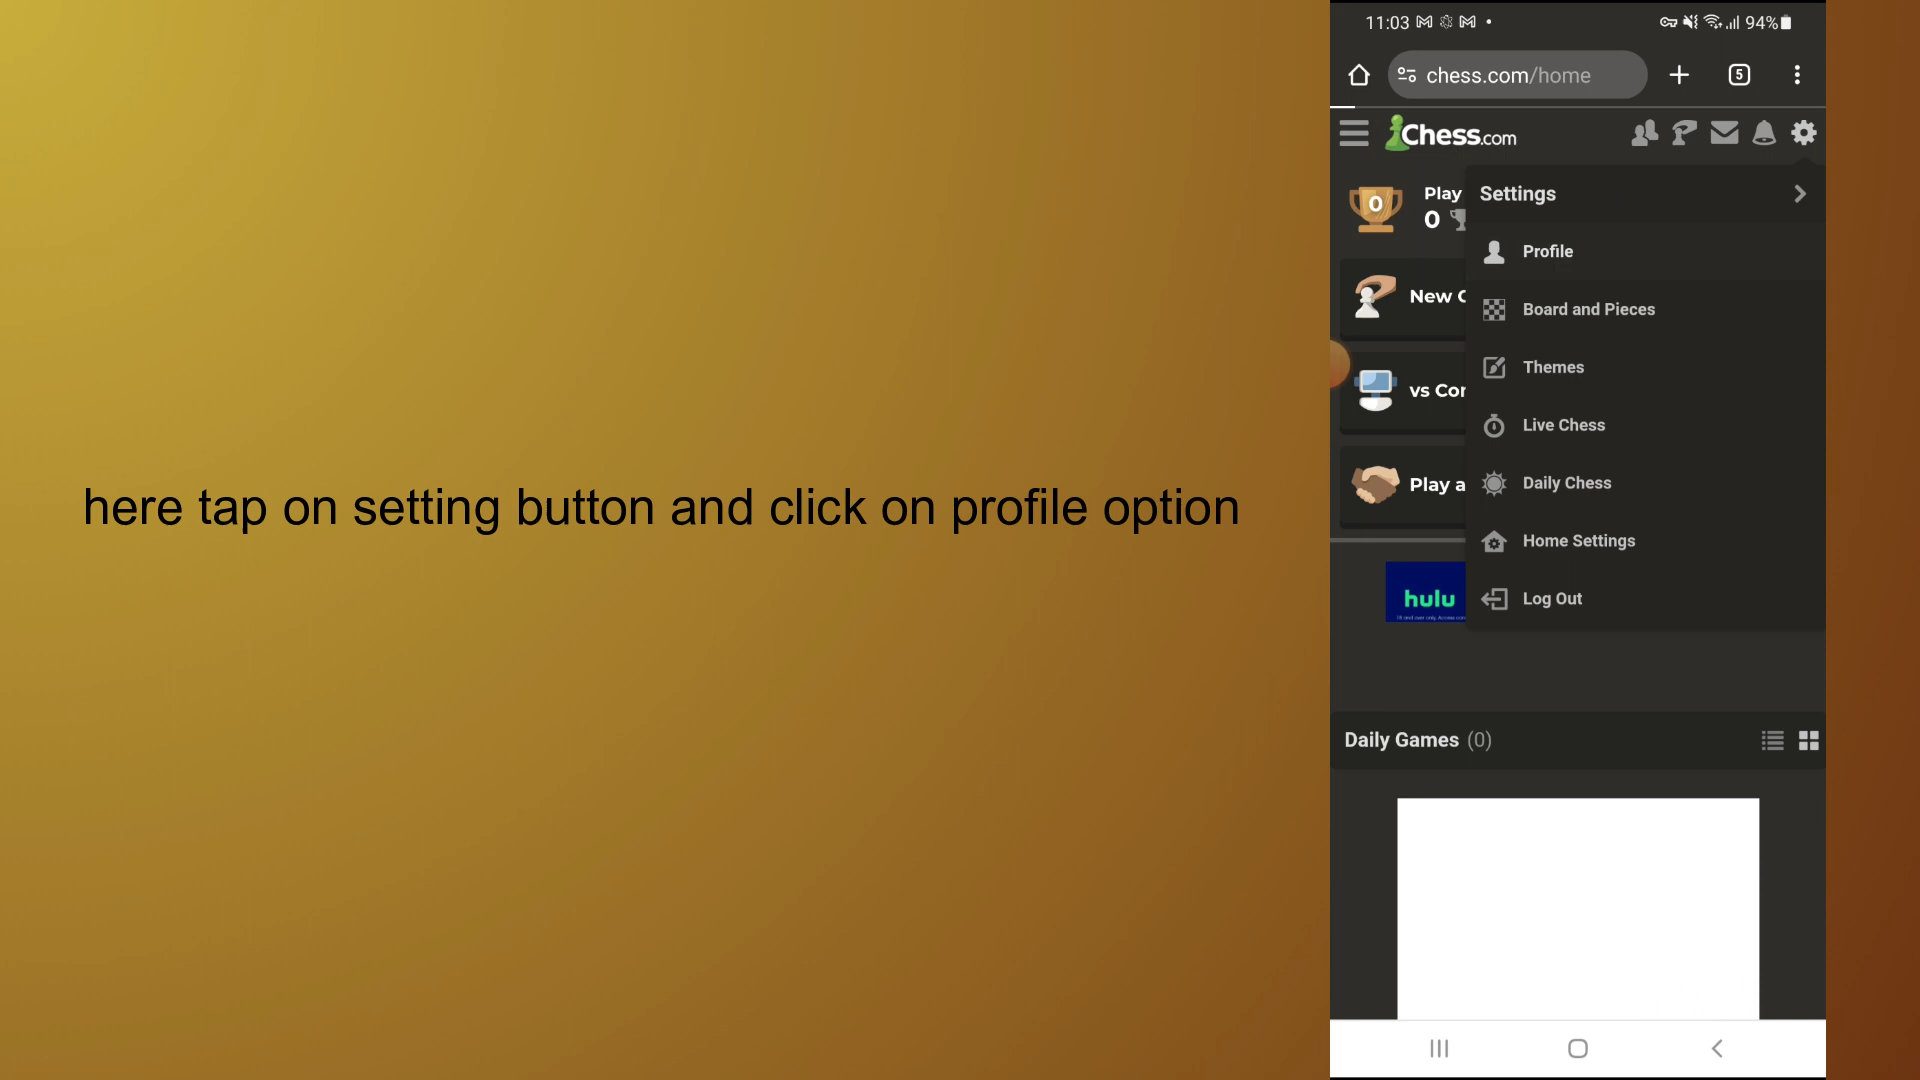 here tap on setting button and click on profile option
11:03
94%
chess.com/home
5
Chess.com
Settings
0
Play
0
Profile
New
Board and Pieces
Themes
vs
Live Chess
Play a
Daily Chess
Home Settings
hulu
Log Out
Daily Games (0)